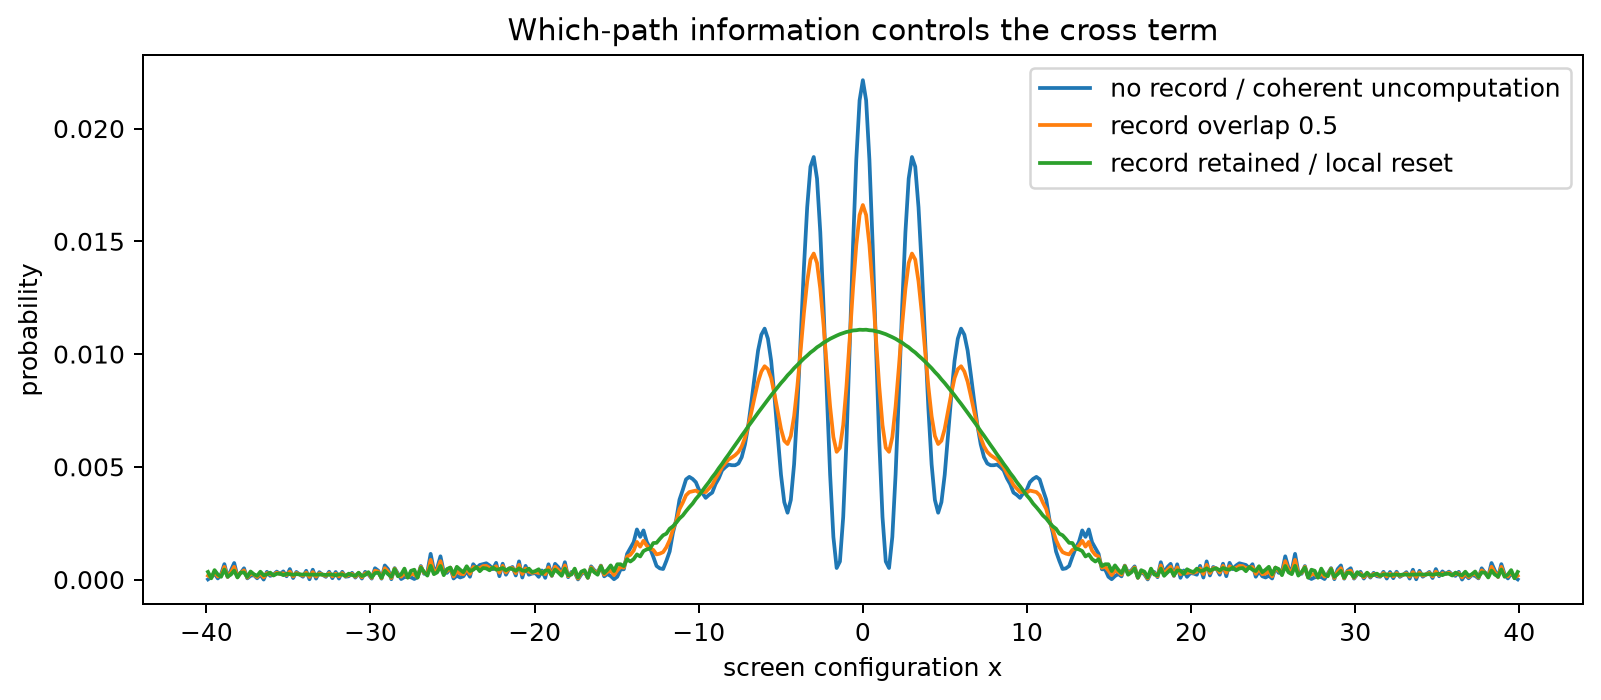 Which-path information controls the cross term
no record / coherent uncomputation
record overlap 0.5
record retained / local reset
probability
0.020
0.015
0.010
0.005
0.000
−40
−30
−20
−10
0
10
20
30
40
screen configuration x